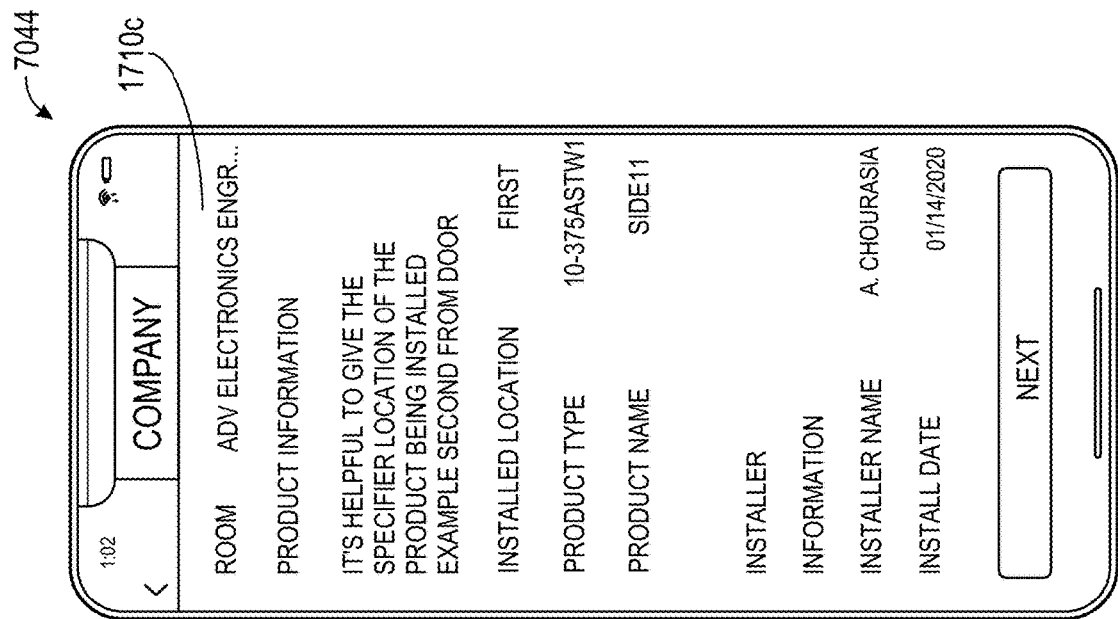 7044
1710c
1:02
< COMPANY
ROOM ADV ELECTRONICS ENGR...
PRODUCT INFORMATION
IT'S HELPFUL TO GIVE THE
SPECIFIER LOCATION OF THE
PRODUCT BEING INSTALLED
EXAMPLE SECOND FROM DOOR
INSTALLED LOCATION FIRST
PRODUCT TYPE 10-375ASTW1
PRODUCT NAME SIDE11
INSTALLER
INFORMATION
INSTALLER NAME A. CHOURASIA
INSTALL DATE 01/14/2020
NEXT